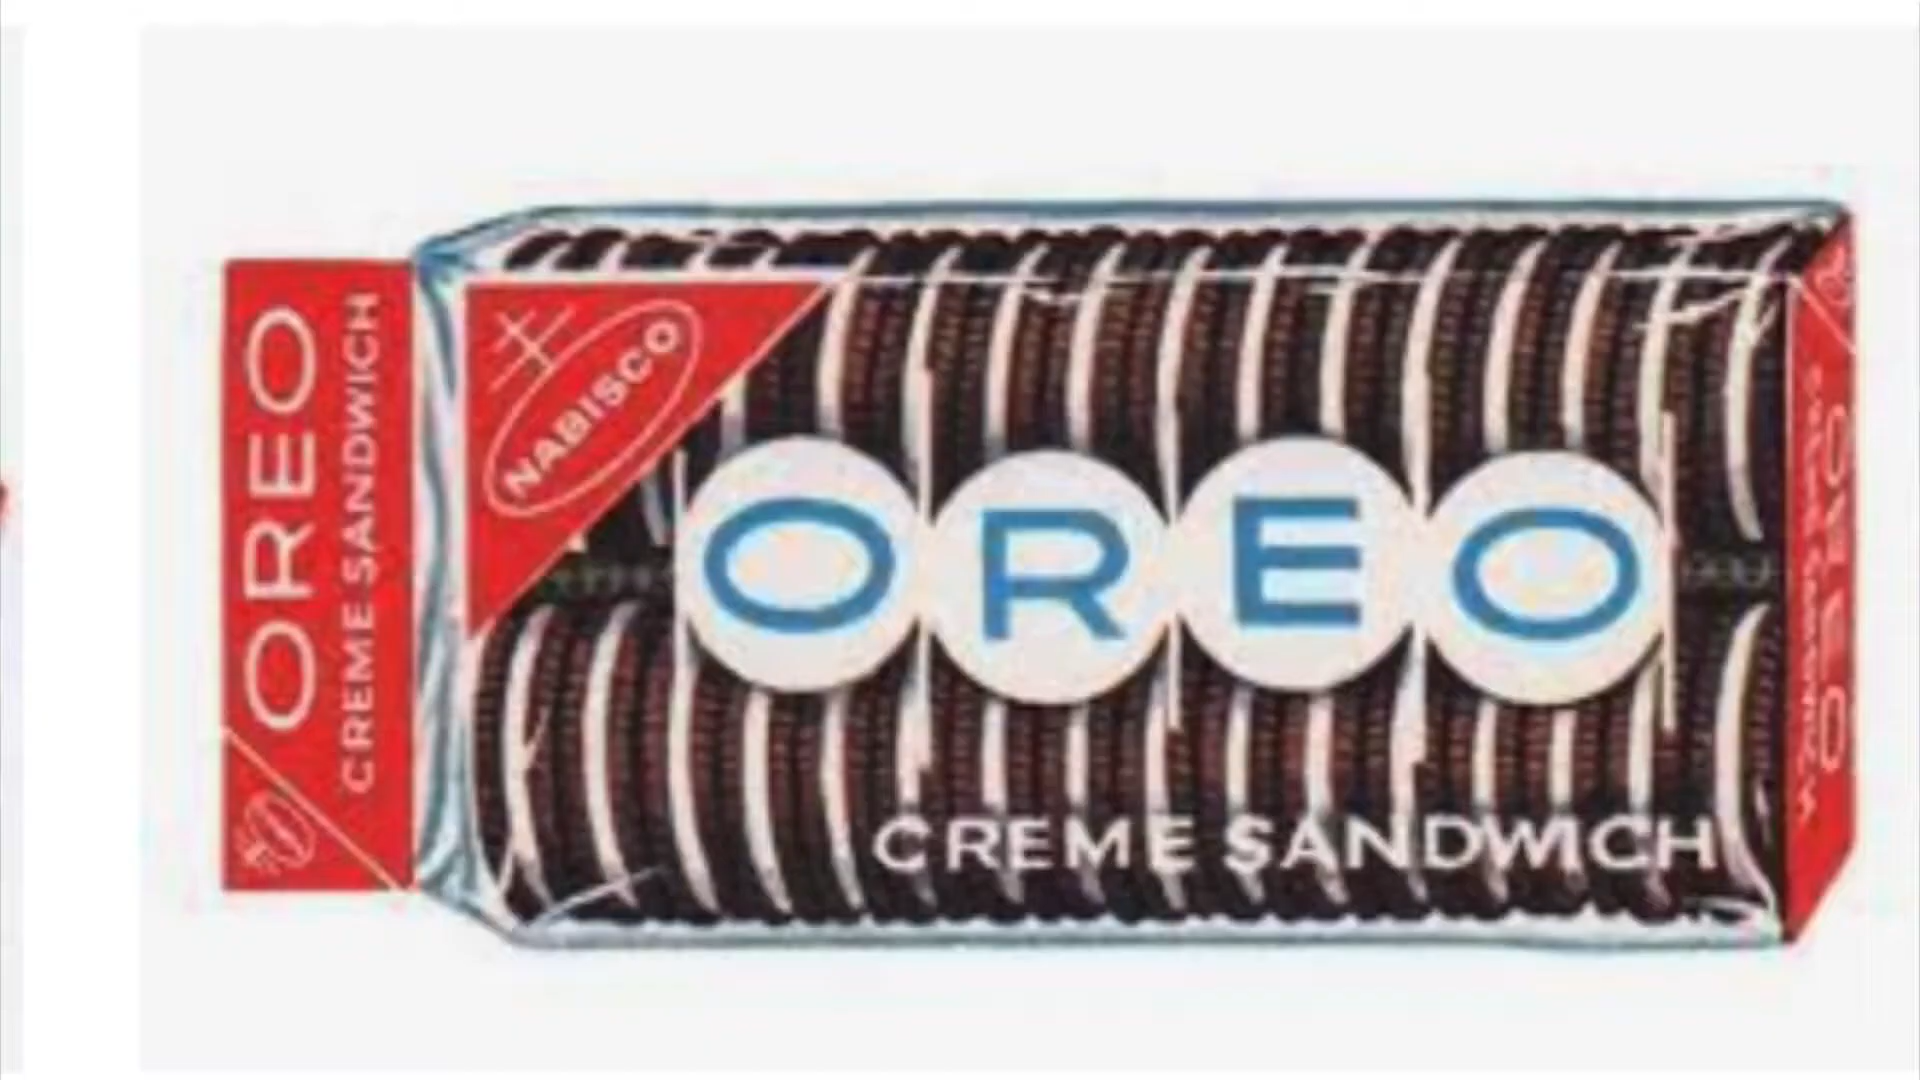 OREO
CREME SANDWICH
NABISCO
OREO
CREME SANDWICH
OREO